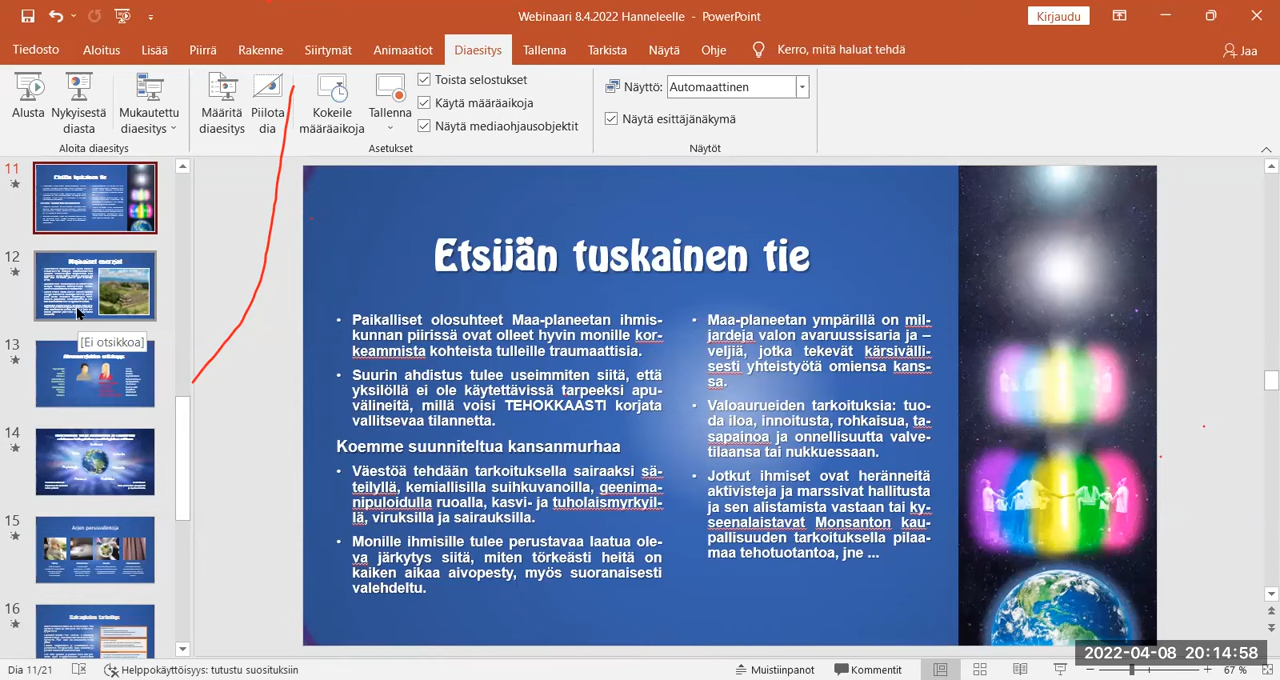 Webinaari 8.4.2022 Hanneleelle - PowerPoint
Kirjaudu
Tiedosto Aloitus Lisää Piirrä Rakenne Siirtymät Animaatiot Diaesitys Tallenna Tarkista Näytä Ohje Kerro, mitä haluat tehdä Jaa
Alusta
Nykyisestä
diasta
Mukautettu
diaesitys
Määritä
diaesitys
Piilota
dia
Kokeile
määräaikoja
Tallenna
Toista selostukset
Käytä määräaikoja
Näytä mediaohjausobjektit
Näyttö: Automaattinen
Näytä esittäjänäkymä
Aloita diaesitys
Asetukset
Näytöt
11
Etsijän tuskainen tie
12
[Ei otsikkoa]
13
14
15
Arjen parusvalintoja
16
Etsijän tuskainen tie
• Paikalliset olosuhteet Maa-planeetan ihmis-
kunnan piirissä ovat olleet hyvin monille kor-
keammista kohteista tulleille traumaattisia.
• Suurin ahdistus tulee useimmiten siitä, että
yksilöllä ei ole käytettävissä tarpeeksi apu-
välineitä, millä voisi TEHOKKAASTI korjata
vallitsevaa tilannetta.
Koemme suunniteltua kansanmurhaa
• Väestöä tehdään tarkoituksella sairaaksi sä-
teilyllä, kemiallisilla suihkuvanoilla, geenima-
nipuloidulla ruoalla, kasvi- ja tuholaismyrkyil-
lä, viruksilla ja sairauksilla.
• Monille ihmisille tulee perustavaa laatua ole-
va järkytys siitä, miten törkeästi heitä on
kaiken aikaa aivopesty, myös suoranaisesti
valehdeltu.
• Maa-planeetan ympärillä on mil-
jardeja valon avaruussisaria ja –
veljiä, jotka tekevät kärsivälli-
sesti yhteistyötä omiensa kans-
sa.
• Valoaurueiden tarkoituksia: tuo-
da iloa, innoitusta, rohkaisua, ta-
sapainoa ja onnellisuutta valve-
tilaansa tai nukkuessaan.
• Jotkut ihmiset ovat heränneitä
aktivisteja ja marssivat hallitusta
ja sen alistamista vastaan tai ky-
seenalaistavat Monsanton kau-
pallisuuden tarkoituksella pilaa-
maa tehotuotantoa, jne ...
2022-04-08 20:14:58
Dia 11/21 Helppokäyttöisyys: tutustu suosituksiin Muistiinpanot Kommentit 67 %